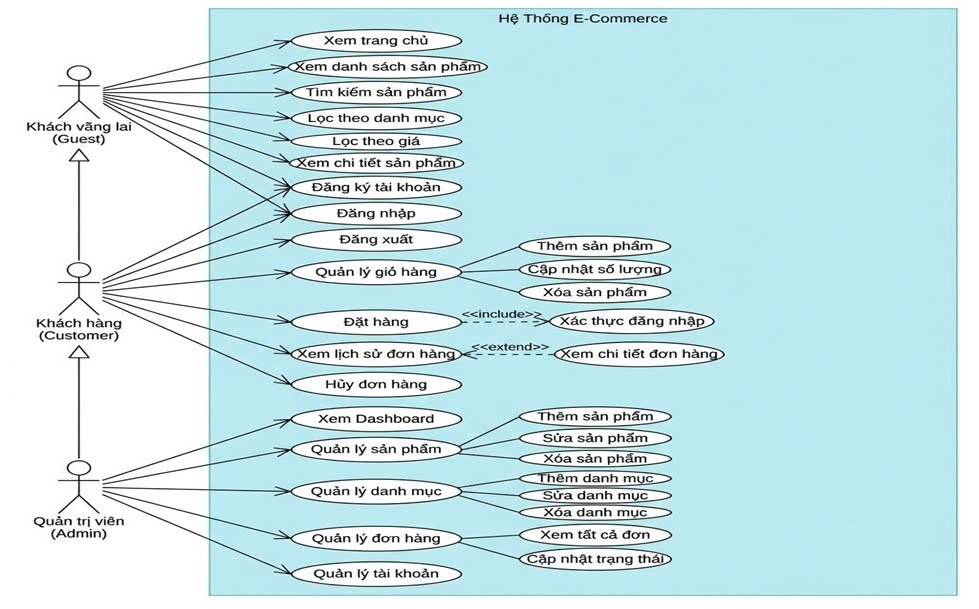 Hệ Thống E-Commerce
Xem trang chủ
Xem danh sách sản phẩm
Tìm kiếm sản phẩm
Lọc theo danh mục
Lọc theo giá
Xem chi tiết sản phẩm
Đăng ký tài khoản
Đăng nhập
Đăng xuất
Quản lý giỏ hàng
Thêm sản phẩm
Cập nhật số lượng
Xóa sản phẩm
Khách vãng lai
(Guest)
Khách hàng
(Customer)
Đặt hàng
<<include>>
Xác thực đăng nhập
Xem lịch sử đơn hàng
<<extend>>
Xem chi tiết đơn hàng
Hủy đơn hàng
Xem Dashboard
Quản lý sản phẩm
Thêm sản phẩm
Sửa sản phẩm
Xóa sản phẩm
Quản lý danh mục
Thêm danh mục
Sửa danh mục
Xóa danh mục
Quản trị viên
(Admin)
Quản lý đơn hàng
Xem tất cả đơn
Cập nhật trạng thái
Quản lý tài khoản